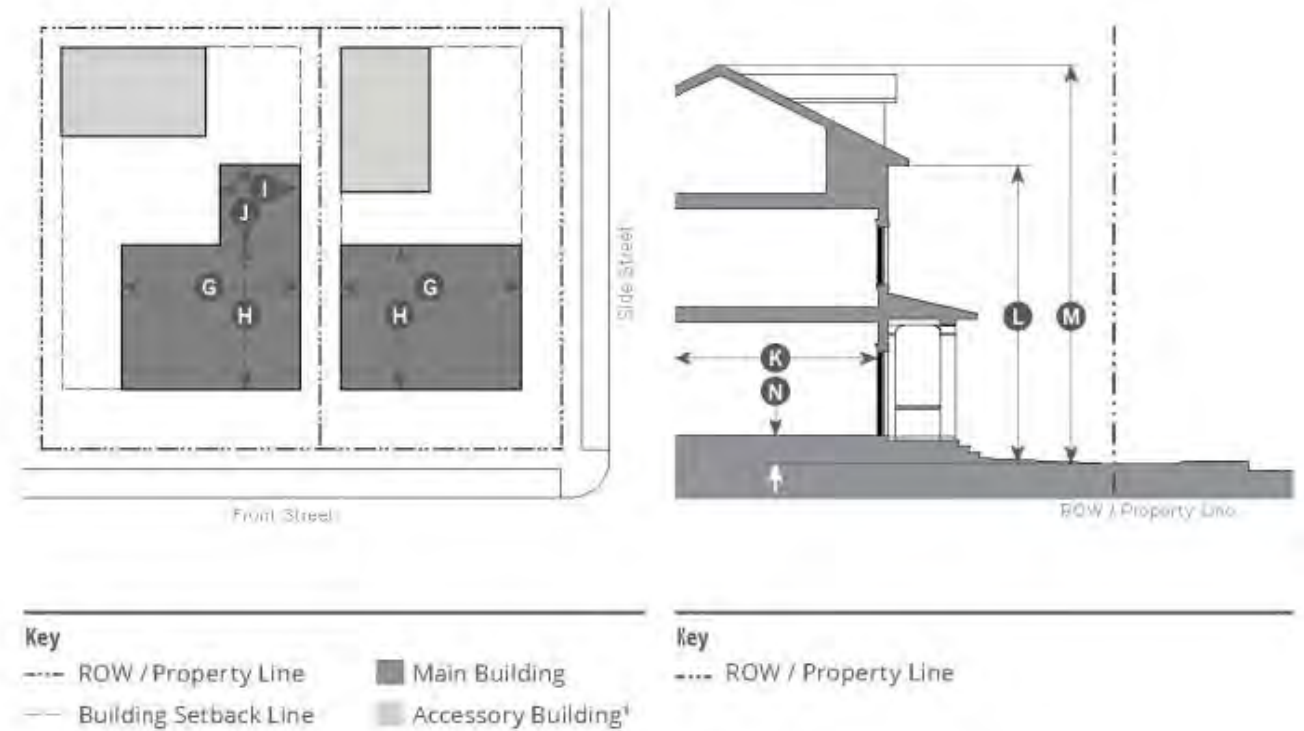 I
J
G
H
G
H
Side Street
Front Street
K
N
L
M
ROW / Property Line
Key
ROW / Property Line
Main Building
Building Setback Line
Accessory Building¹
Key
ROW / Property Line